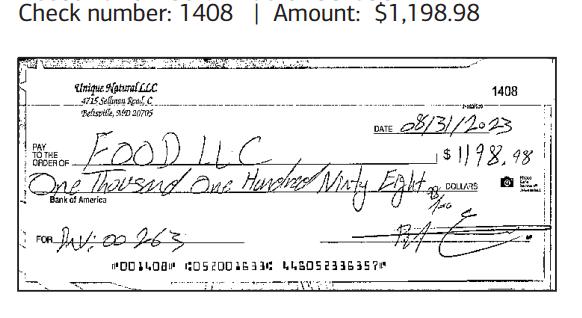 Check number: 1408 | Amount: $1,198.98
Unique Natural LLC
1408
4715 Sellman Road, C
Beltsville, MD 20705
DATE 08/31/2023
PAY TO THE ORDER OF FOOD LLC $ 1198.98
One Thousand One Hundred Ninty Eight 98/100 DOLLARS
Bank of America
FOR INV: 00263
⑈001408⑈ ⑆052001633⑆ 446052336357⑈